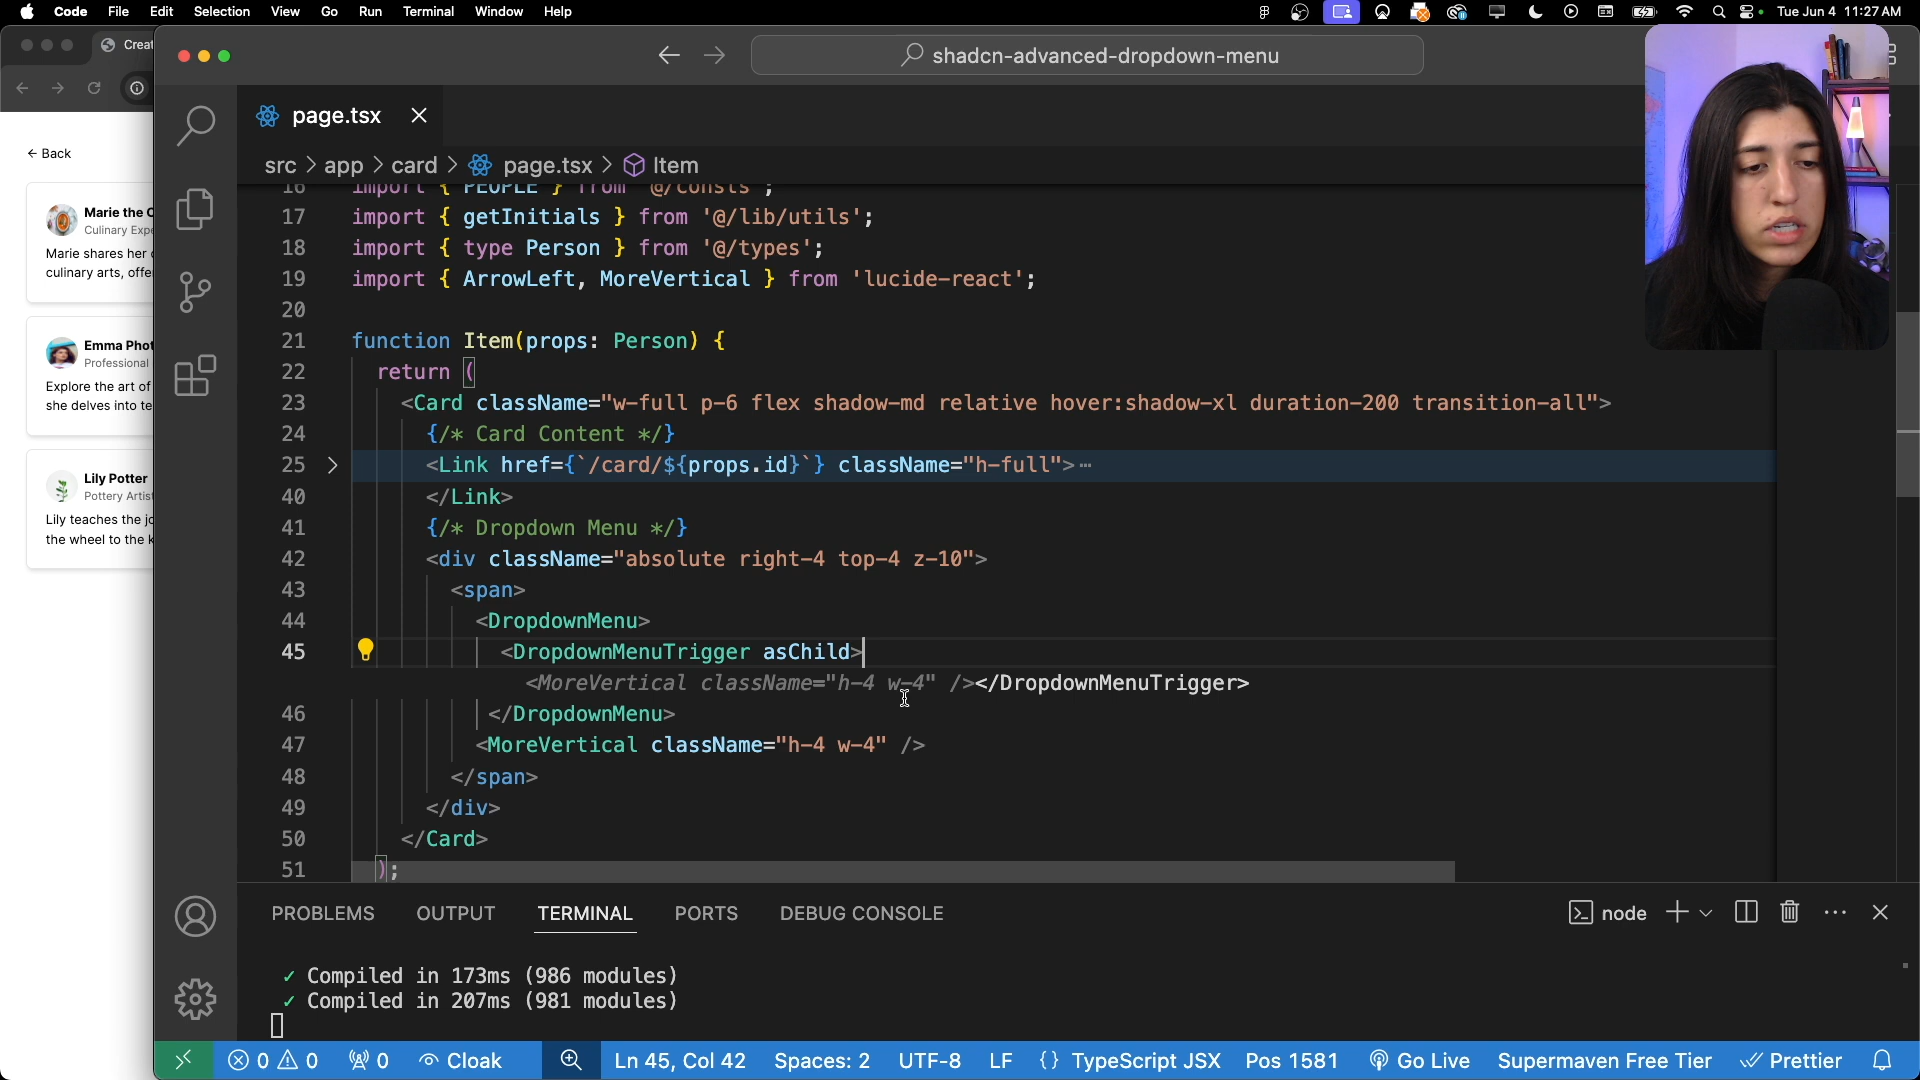 Code File Edit Selection View Go Run Terminal Window Help
Tue Jun 4 11:27 AM
Creat
shadcn-advanced-dropdown-menu
page.tsx
src > app > card > page.tsx > Item
← Back
Marie the C
Culinary Expe
Marie shares her
culinary arts, offe
Emma Phot
Professional
Explore the art of
she delves into te
Lily Potter
Pottery Artist
Lily teaches the jo
the wheel to the k
16 import { PEOPLE } from '@/consts';
17 import { getInitials } from '@/lib/utils';
18 import { type Person } from '@/types';
19 import { ArrowLeft, MoreVertical } from 'lucide-react';
20
21 function Item(props: Person) {
22 return (
23 <Card className="w-full p-6 flex shadow-md relative hover:shadow-xl duration-200 transition-all">
24 {/* Card Content */}
25 <Link href={`/card/${props.id}`} className="h-full">⋯
40 </Link>
41 {/* Dropdown Menu */}
42 <div className="absolute right-4 top-4 z-10">
43 <span>
44 <DropdownMenu>
45 <DropdownMenuTrigger asChild>
<MoreVertical className="h-4 w-4" /></DropdownMenuTrigger>
46 </DropdownMenu>
47 <MoreVertical className="h-4 w-4" />
48 </span>
49 </div>
50 </Card>
51 );
PROBLEMS OUTPUT TERMINAL PORTS DEBUG CONSOLE
node
✓ Compiled in 173ms (986 modules)
✓ Compiled in 207ms (981 modules)
0 0 0 Cloak Ln 45, Col 42 Spaces: 2 UTF-8 LF {} TypeScript JSX Pos 1581 Go Live Supermaven Free Tier Prettier